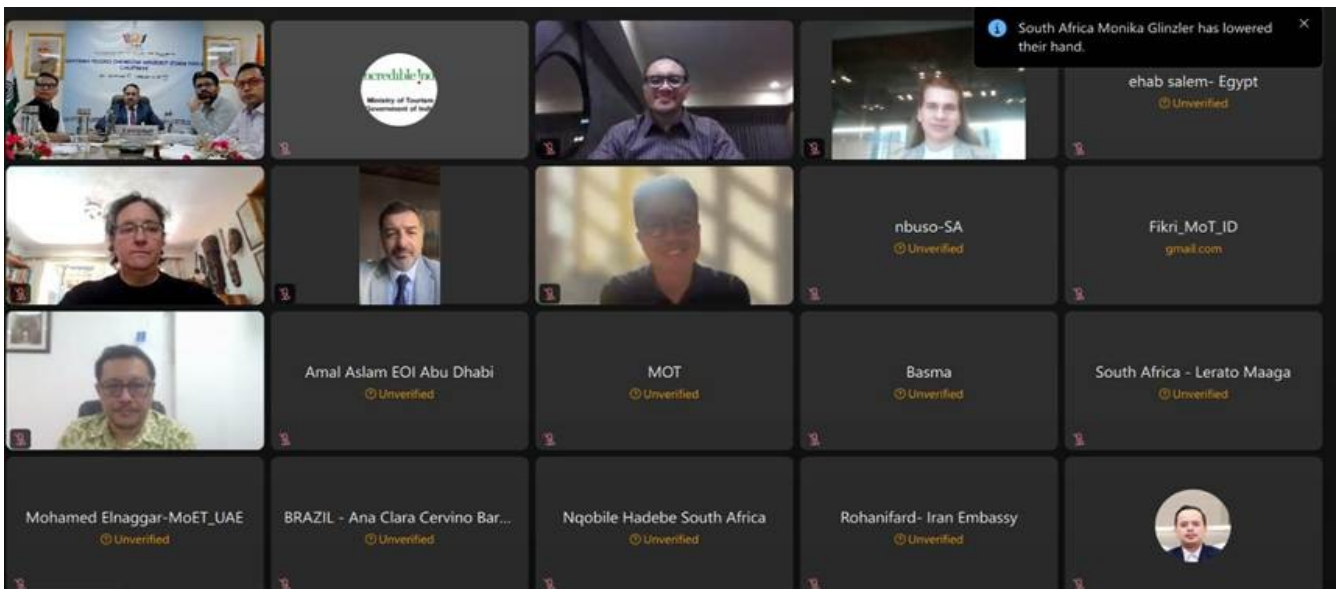 South Africa Monika Glinzler has lowered
their hand.
ncredible!nd
Ministry of Tourism
Government of Indi
ehab salem- Egypt
Unverified
nbuso-SA
Unverified
Fikri_MoT_ID
gmail.com
Amal Aslam EOI Abu Dhabi
Unverified
MOT
Unverified
Basma
Unverified
South Africa - Lerato Maaga
Unverified
Mohamed Elnaggar-MoET_UAE
Unverified
BRAZIL - Ana Clara Cervino Bar...
Unverified
Nqobile Hadebe South Africa
Unverified
Rohanifard- Iran Embassy
Unverified